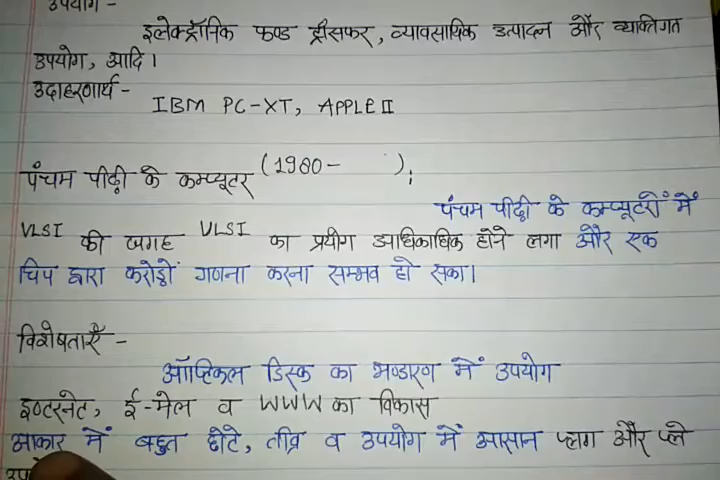 उपयोग -
इलेक्ट्रॉनिक फण्ड ट्रांसफर, व्यावसायिक उत्पादन और व्यक्तिगत
उपयोग, आदि।
उदाहरणार्थ -
IBM PC-XT, APPLE II
पंचम पीढ़ी के कम्प्यूटर (1980- );
पंचम पीढ़ी के कम्प्यूटरों में
VLSI की जगह VLSI का प्रयोग अधिकाधिक होने लगा और एक
चिप द्वारा करोड़ों गणना करना सम्भव हो सका।
विशेषताएँ -
ऑप्टिकल डिस्क का भण्डारण में उपयोग
इण्टरनेट, ई-मेल व WWW का विकास
आकार में बहुत छोटे, तीव्र व उपयोग में आसान प्लग और प्ले